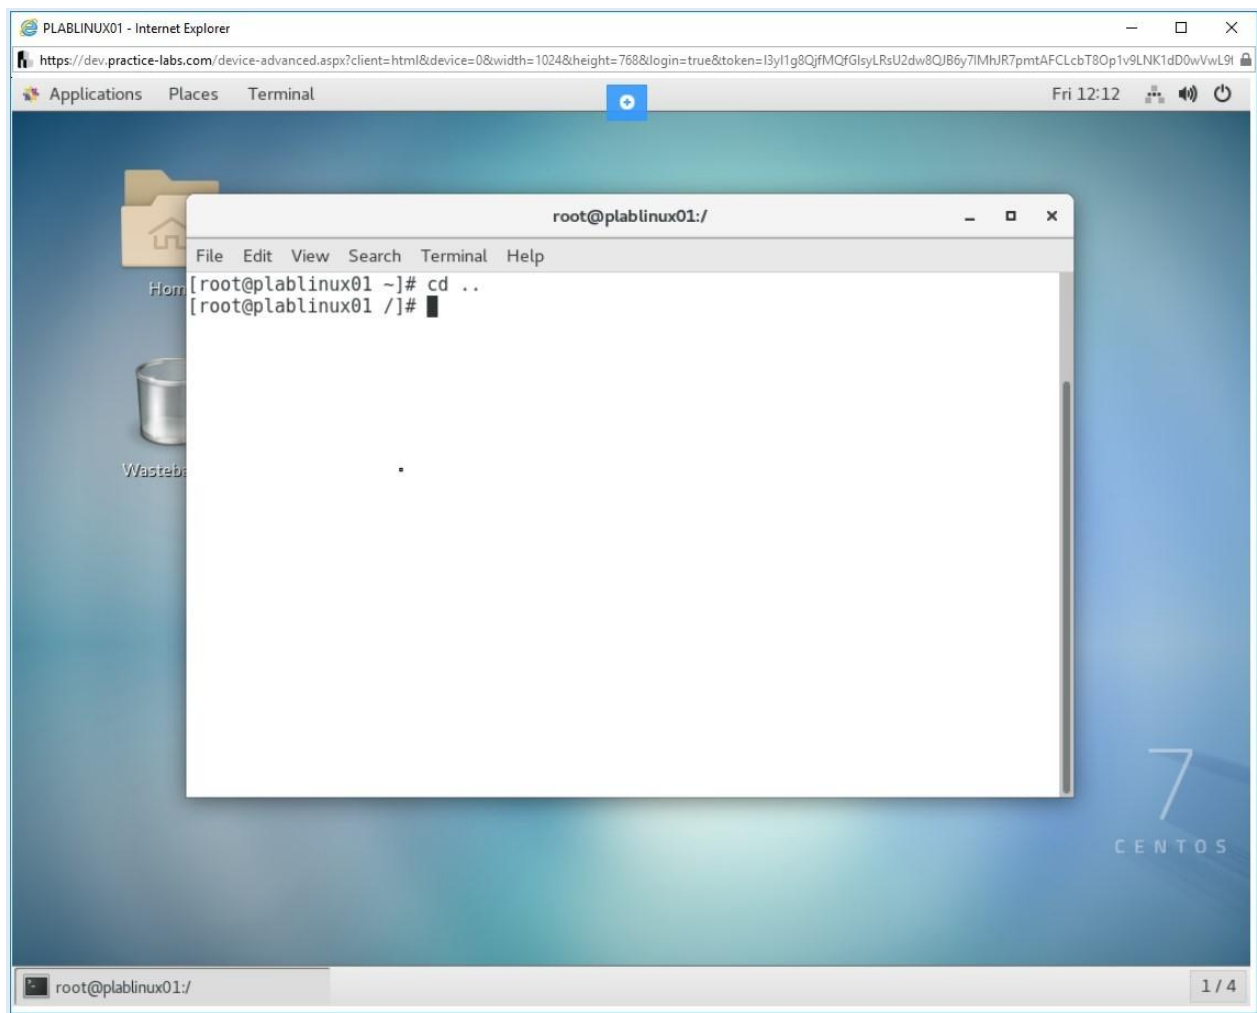 PLABLINUX01 - Internet Explorer
https://dev.practice-labs.com/device-advanced.aspx?client=html&device=0&width=1024&height=768&login=true&token=
Applications Places Terminal Fri 12:12
root@plablinux01:/
File Edit View Search Terminal Help
[root@plablinux01 ~]# cd ..
[root@plablinux01 /]#
7
CENTOS
root@plablinux01:/
1 / 4